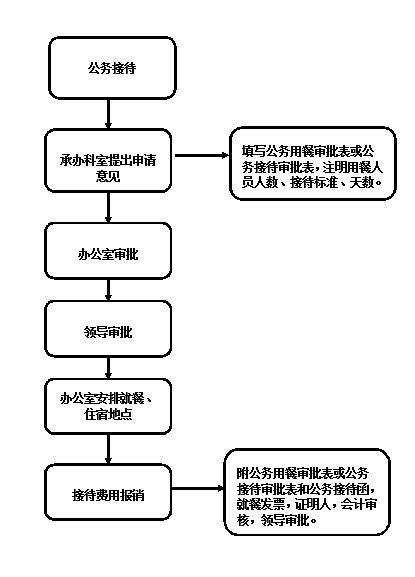 公务接待
承办科室提出申请
意见
填写公务用餐审批表或公
务接待审批表，注明用餐人
员人数、接待标准、天数。
办公室审批
领导审批
办公室安排就餐、
住宿地点
接待费用报销
附公务用餐审批表或公务
接待审批表和公务接待函，
就餐发票，证明人，会计审
核，领导审批。